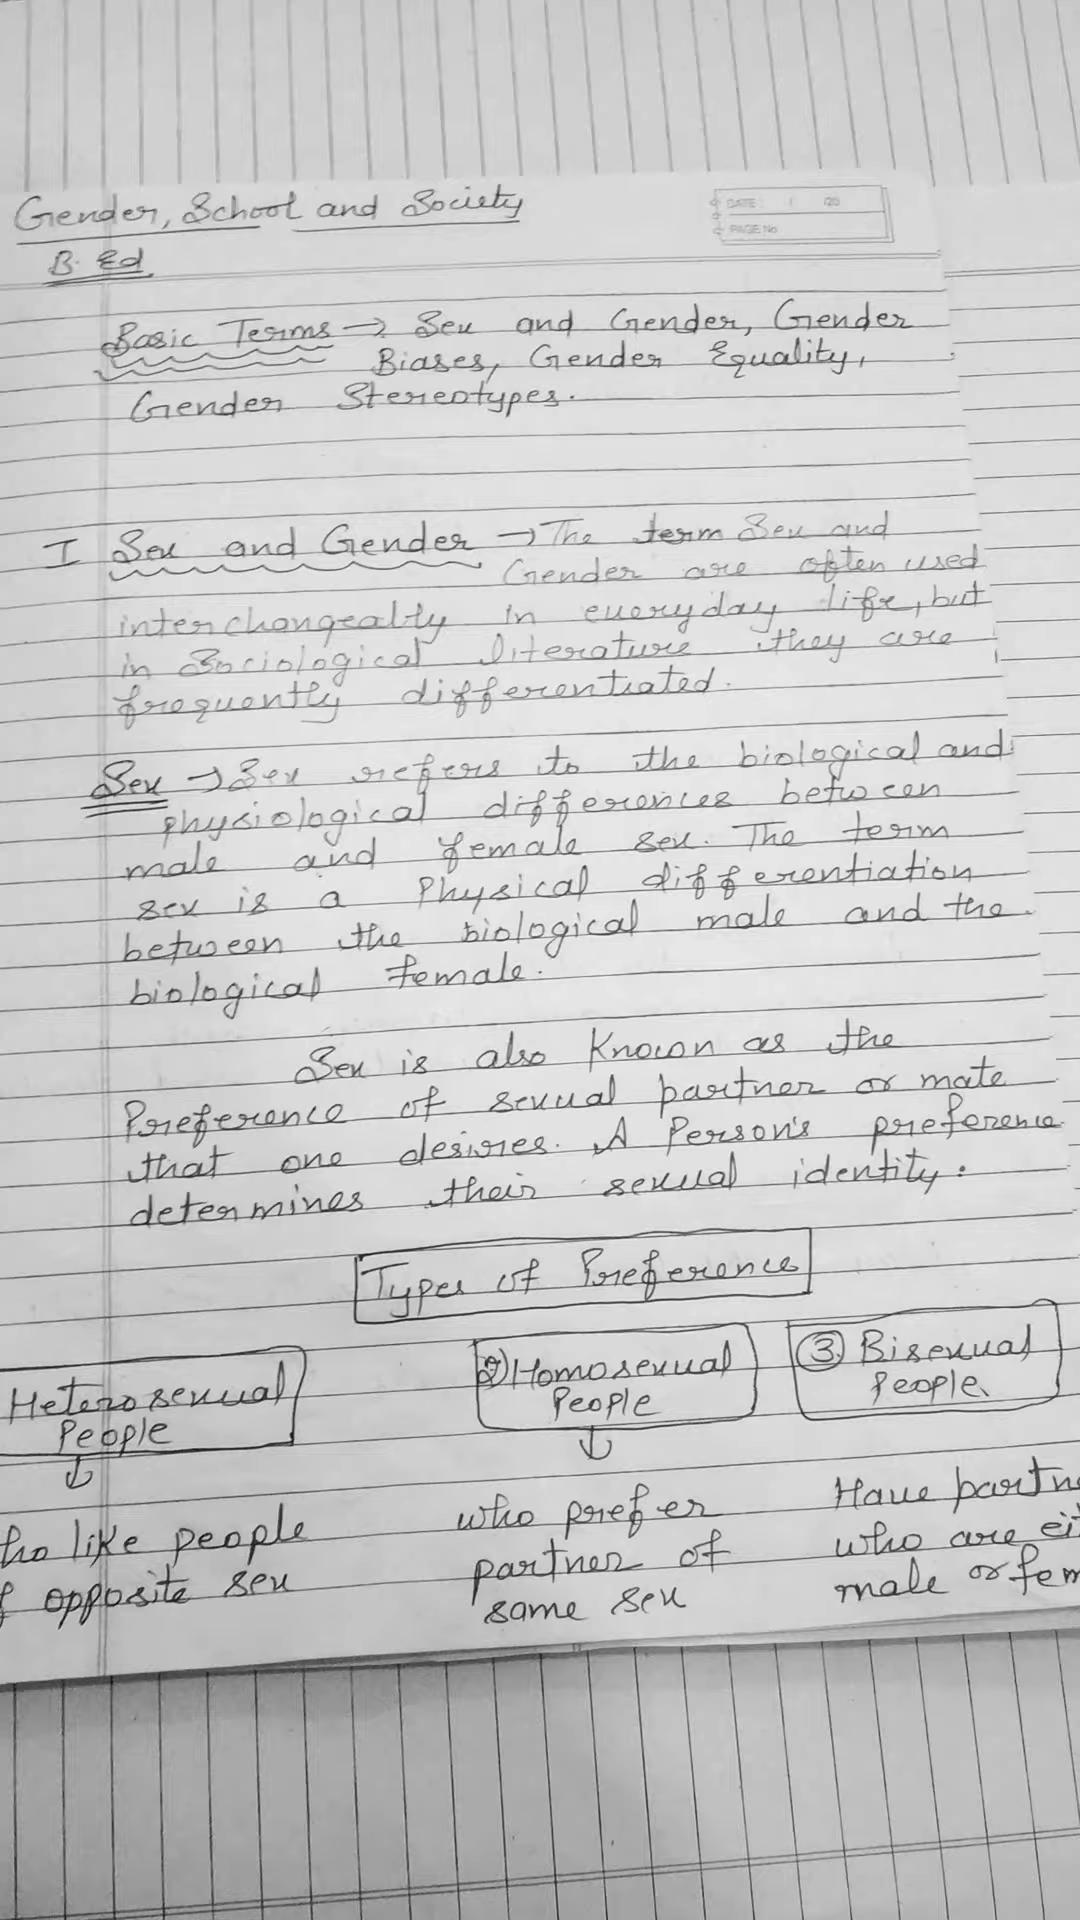 Gender, School and Society
B. Ed
DATE: / /20
PAGE No
Basic Terms → Sex and Gender, Gender
Biases, Gender Equality,
Gender Stereotypes.
I Sex and Gender → The term Sex and
Gender are often used
interchangeablly in everyday life, but
in Sociological literature they are
frequently differentiated.
Sex → Sex refers to the biological and
physiological differences between
male and female sex. The term
sex is a Physical differentiation
between the biological male and the
biological female.
Sex is also Known as the
Preference of sexual partner or mate
that one desires. A Person's preference
determines their sexual identity.
Types of Preference
Heterosexual
People
2) Homosexual
People
3 Bisexual
People
ho like people
f opposite sex
who prefer
partner of
same sex
Have partne
who are eit
male or fem